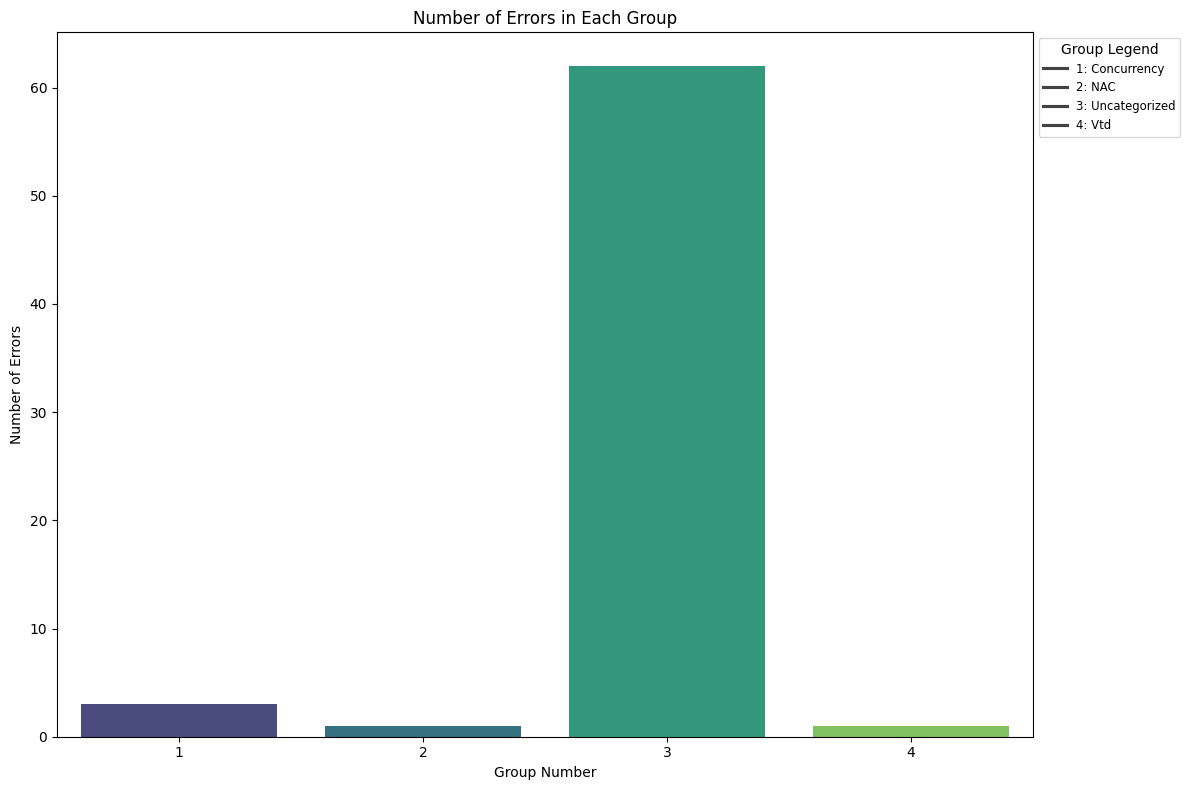 Number of Errors in Each Group
Group Legend
1: Concurrency
2: NAC
3: Uncategorized
4: Vtd
Number of Errors
60
50
40
30
20
10
0
1 2 3 4
Group Number